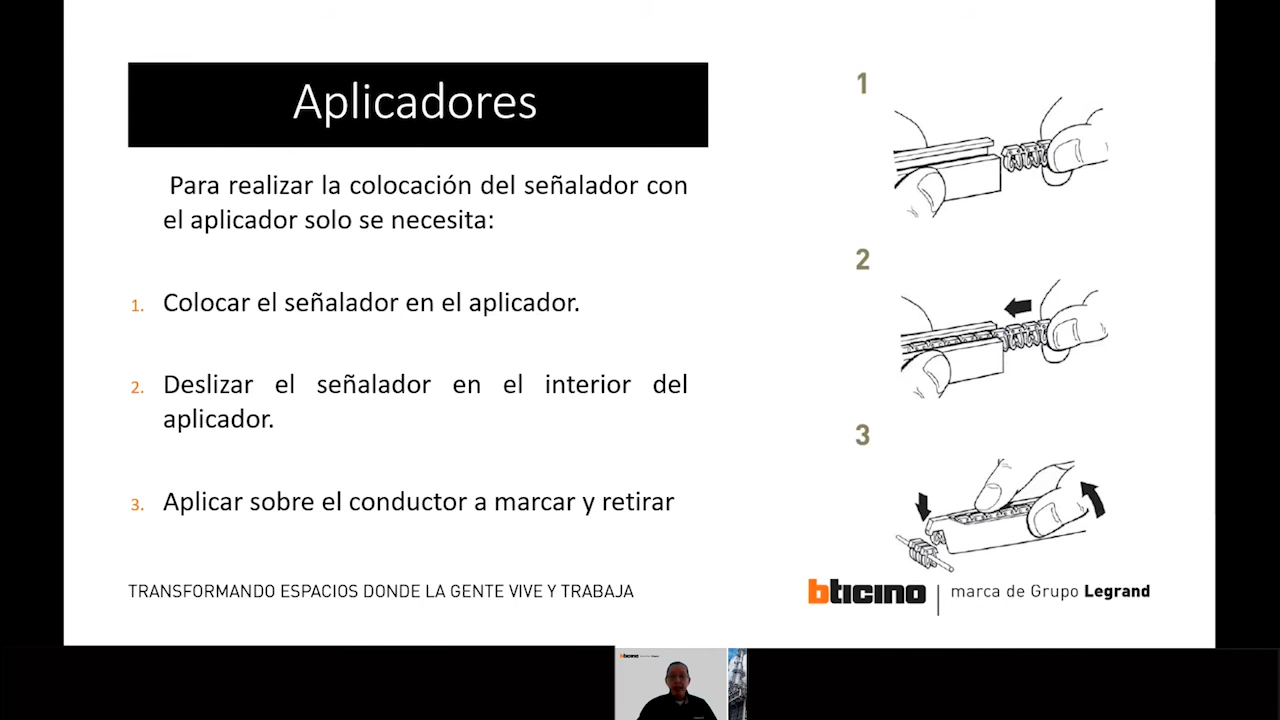 Aplicadores
Para realizar la colocación del señalador con
el aplicador solo se necesita:
1. Colocar el señalador en el aplicador.
2. Deslizar el señalador en el interior del
aplicador.
3. Aplicar sobre el conductor a marcar y retirar
1
2
3
TRANSFORMANDO ESPACIOS DONDE LA GENTE VIVE Y TRABAJA
bticino | marca de Grupo Legrand
bticino